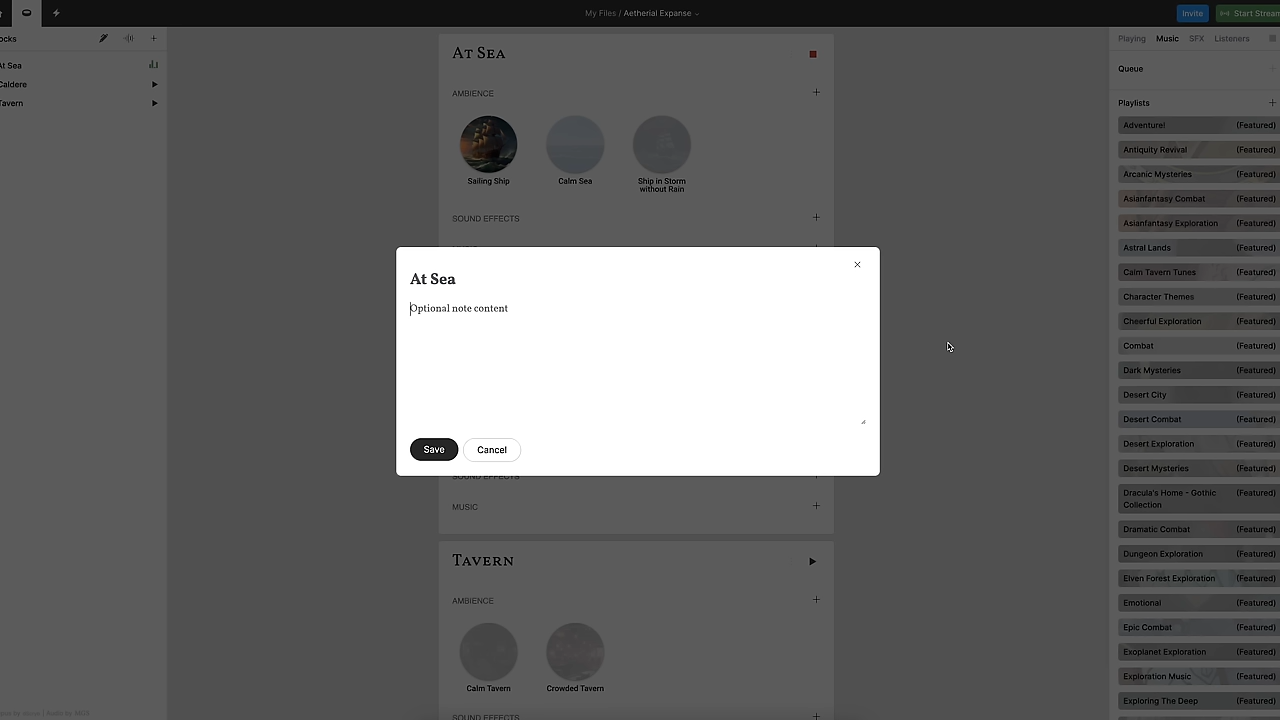 My Files / Aetherial Expanse
Invite
Start Stream
ocks
At Sea
Caldere
Tavern
At Sea
AMBIENCE
Sailing Ship
Calm Sea
Ship in Storm
without Rain
SOUND EFFECTS
At Sea
Optional note content
Save
Cancel
SOUND EFFECTS
MUSIC
Tavern
AMBIENCE
Calm Tavern
Crowded Tavern
SOUND EFFECTS
Playing Music SFX Listeners
Queue
Playlists
Adventure! (Featured)
Antiquity Revival (Featured)
Arcanic Mysteries (Featured)
Asianfantasy Combat (Featured)
Asianfantasy Exploration (Featured)
Astral Lands (Featured)
Calm Tavern Tunes (Featured)
Character Themes (Featured)
Cheerful Exploration (Featured)
Combat (Featured)
Dark Mysteries (Featured)
Desert City (Featured)
Desert Combat (Featured)
Desert Exploration (Featured)
Desert Mysteries (Featured)
Dracula's Home - Gothic (Featured)
Collection
Dramatic Combat (Featured)
Dungeon Exploration (Featured)
Elven Forest Exploration (Featured)
Emotional (Featured)
Epic Combat (Featured)
Exoplanet Exploration (Featured)
Exploration Music (Featured)
Exploring The Deep (Featured)